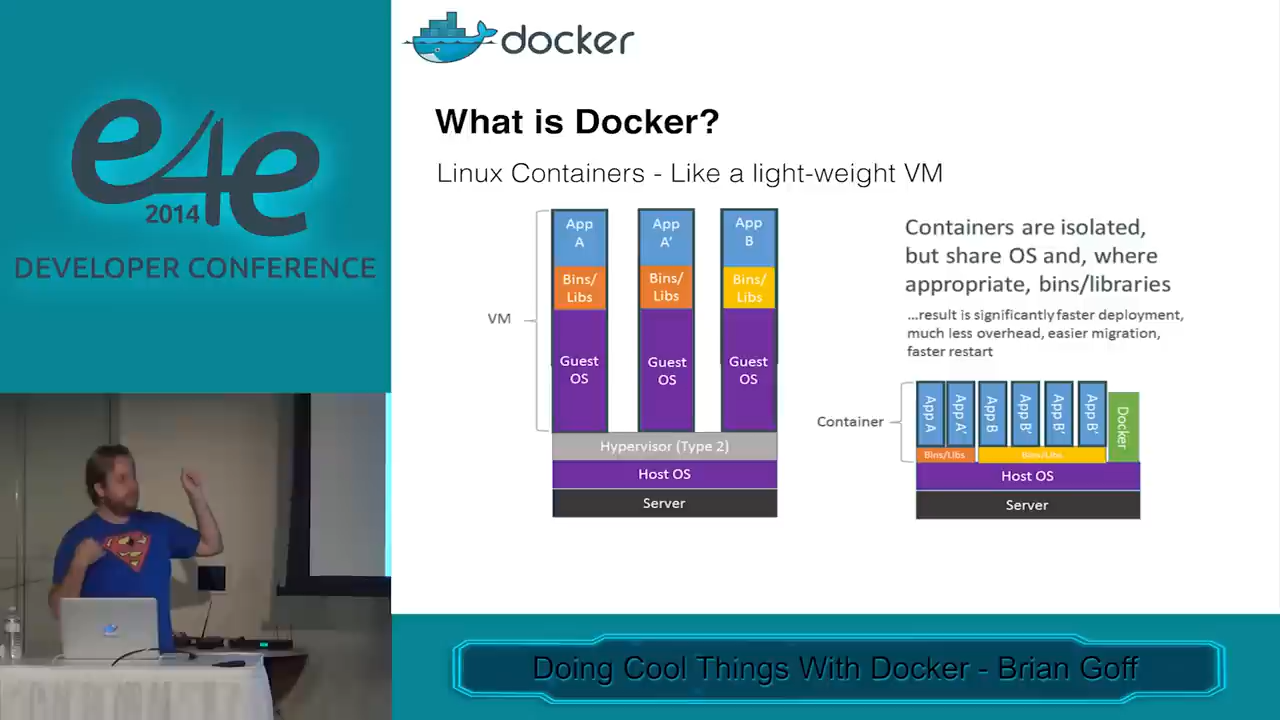 e4e
2014
DEVELOPER CONFERENCE
docker
What is Docker?
Linux Containers - Like a light-weight VM
VM
App
A
Bins/
Libs
Guest
OS
App
A'
Bins/
Libs
Guest
OS
App
B
Bins/
Libs
Guest
OS
Hypervisor (Type 2)
Host OS
Server
Containers are isolated,
but share OS and, where
appropriate, bins/libraries
...result is significantly faster deployment,
much less overhead, easier migration,
faster restart
Container
App A
App A'
App B
App B'
App B'
App B'
Docker
Bins/Libs
Bins/Libs
Host OS
Server
Doing Cool Things With Docker - Brian Goff